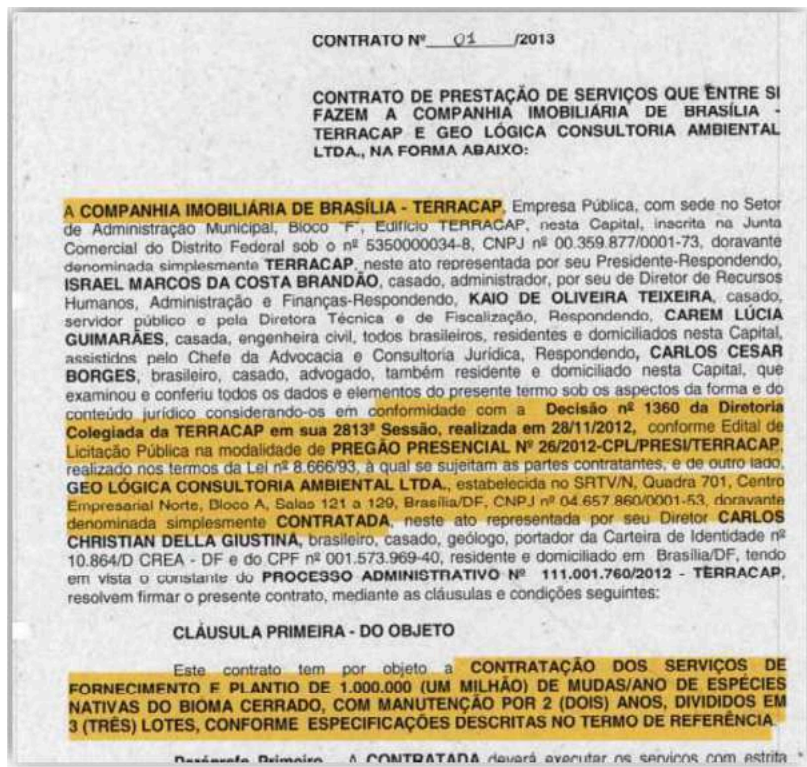 CONTRATO Nº 01 /2013
CONTRATO DE PRESTAÇÃO DE SERVIÇOS QUE ENTRE SI
FAZEM A COMPANHIA IMOBILIÁRIA DE BRASÍLIA -
TERRACAP E GEO LÓGICA CONSULTORIA AMBIENTAL
LTDA., NA FORMA ABAIXO:
A COMPANHIA IMOBILIÁRIA DE BRASÍLIA - TERRACAP, Empresa Pública, com sede no Setor
de Administração Municipal, Bloco "F", Edifício TERRACAP, nesta Capital, inscrita na Junta
Comercial do Distrito Federal sob o nº 5350000034-8, CNPJ nº 00.359.877/0001-73, doravante
denominada simplesmente TERRACAP, neste ato representada por seu Presidente-Respondendo,
ISRAEL MARCOS DA COSTA BRANDÃO, casado, administrador, por seu de Diretor de Recursos
Humanos, Administração e Finanças-Respondendo, KAIO DE OLIVEIRA TEIXEIRA, casado,
servidor público e pela Diretora Técnica e de Fiscalização, Respondendo, CAREM LÚCIA
GUIMARÃES, casada, engenheira civil, todos brasileiros, residentes e domiciliados nesta Capital,
assistidos pelo Chefe da Advocacia e Consultoria Jurídica, Respondendo, CARLOS CESAR
BORGES, brasileiro, casado, advogado, também residente e domiciliado nesta Capital, que
examinou e conferiu todos os dados e elementos do presente termo sob os aspectos da forma e do
conteúdo jurídico considerando-os em conformidade com a Decisão nº 1360 da Diretoria
Colegiada da TERRACAP em sua 2813ª Sessão, realizada em 28/11/2012, conforme Edital de
Licitação Pública na modalidade de PREGÃO PRESENCIAL Nº 26/2012-CPL/PRESI/TERRACAP,
realizado nos termos da Lei nº 8.666/93, à qual se sujeitam as partes contratantes, e de outro lado,
GEO LÓGICA CONSULTORIA AMBIENTAL LTDA., estabelecida no SRTV/N, Quadra 701, Centro
Empresarial Norte, Bloco A, Salas 121 a 129, Brasília/DF, CNPJ nº 04.657.860/0001-53, doravante
denominada simplesmente CONTRATADA, neste ato representada por seu Diretor CARLOS
CHRISTIAN DELLA GIUSTINA, brasileiro, casado, geólogo, portador da Carteira de Identidade nº
10.864/D CREA - DF e do CPF nº 001.573.969-40, residente e domiciliado em Brasília/DF, tendo
em vista o constante do PROCESSO ADMINISTRATIVO Nº 111.001.760/2012 - TERRACAP,
resolvem firmar o presente contrato, mediante as cláusulas e condições seguintes:
CLÁUSULA PRIMEIRA - DO OBJETO
Este contrato tem por objeto a CONTRATAÇÃO DOS SERVIÇOS DE
FORNECIMENTO E PLANTIO DE 1.000.000 (UM MILHÃO) DE MUDAS/ANO DE ESPÉCIES
NATIVAS DO BIOMA CERRADO, COM MANUTENÇÃO POR 2 (DOIS) ANOS, DIVIDIDOS EM
3 (TRÊS) LOTES, CONFORME ESPECIFICAÇÕES DESCRITAS NO TERMO DE REFERÊNCIA
Parágrafo Primeiro A CONTRATADA deverá executar os serviços com estrita